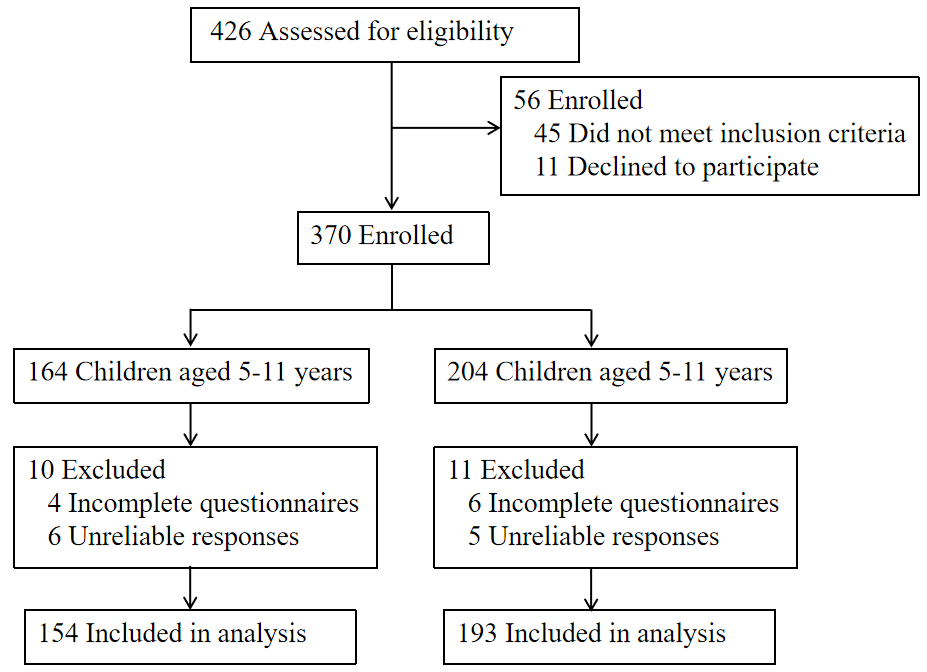 426 Assessed for eligibility
56 Enrolled
45 Did not meet inclusion criteria
11 Declined to participate
370 Enrolled
164 Children aged 5-11 years
204 Children aged 5-11 years
10 Excluded
4 Incomplete questionnaires
6 Unreliable responses
11 Excluded
6 Incomplete questionnaires
5 Unreliable responses
154 Included in analysis
193 Included in analysis